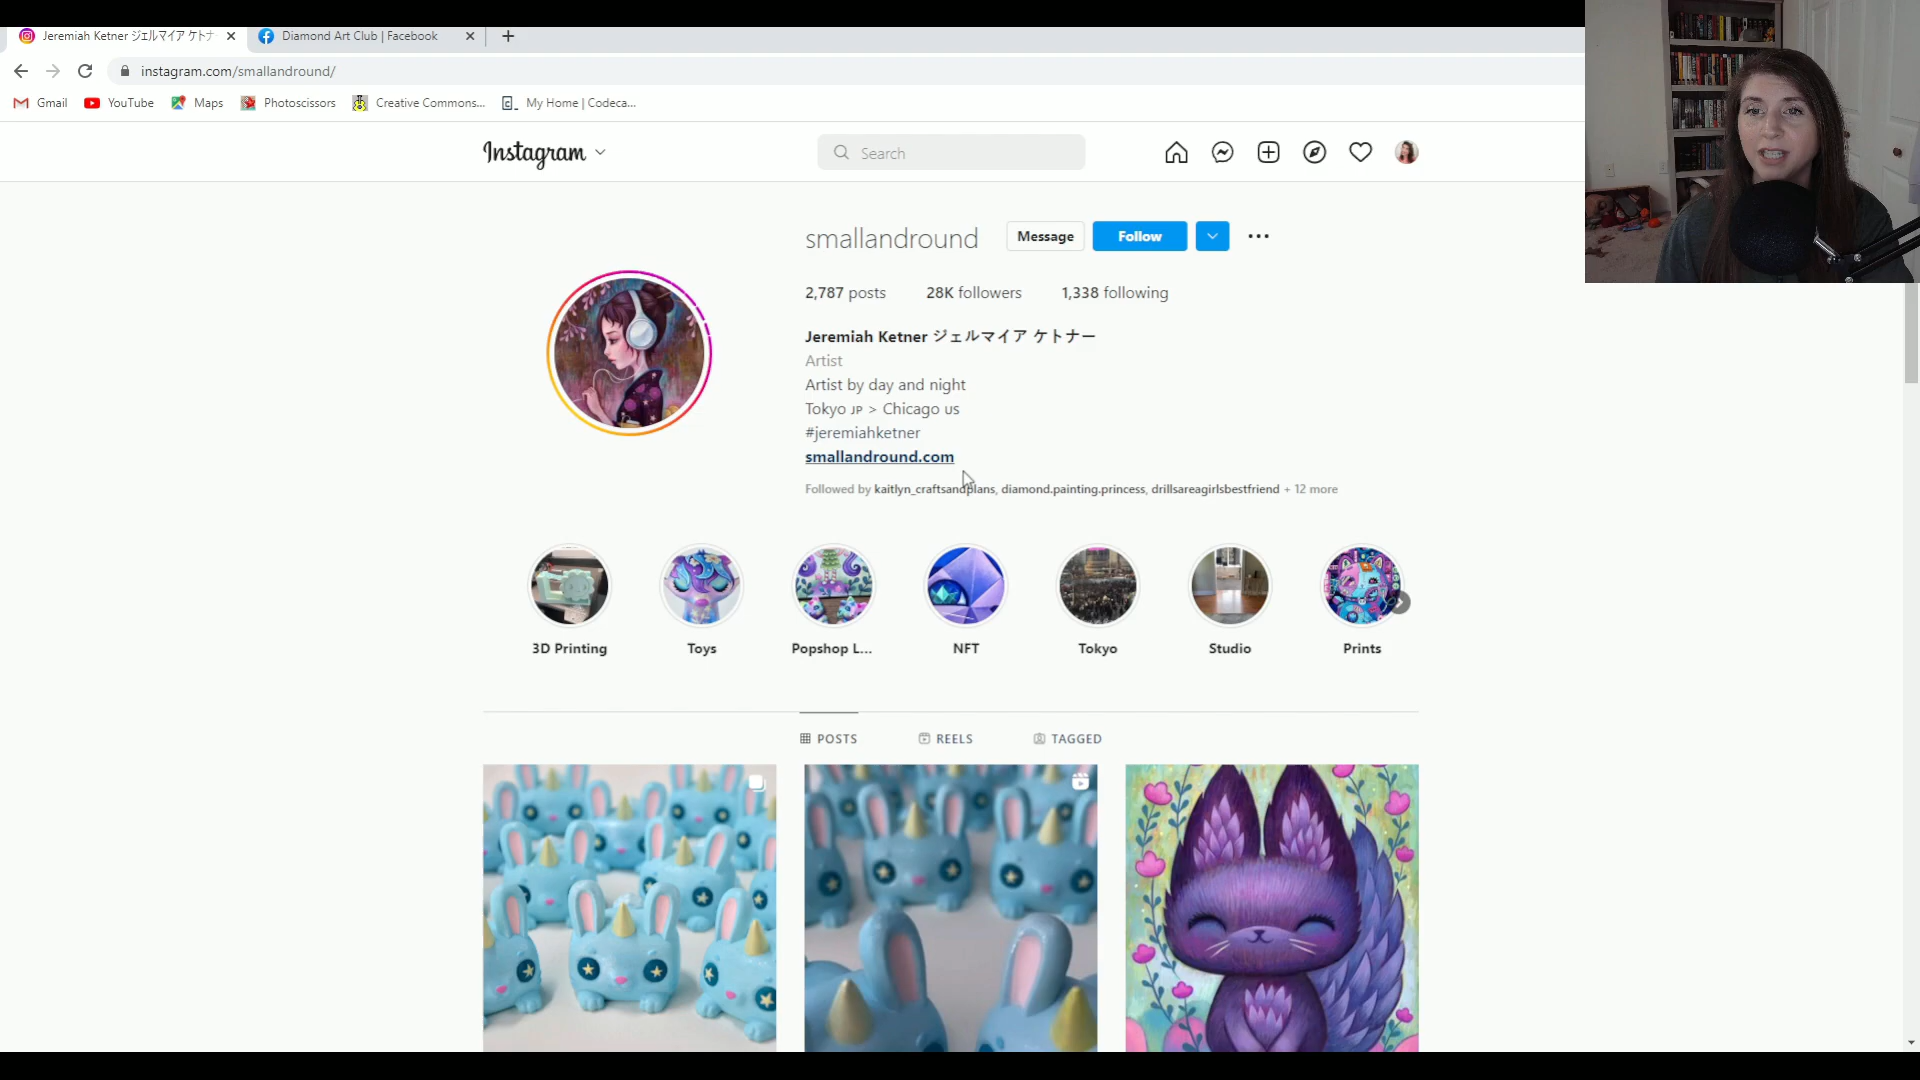 Jeremiah Ketner ジェルマイア ケトナー
Diamond Art Club | Facebook
instagram.com/smallandround/
Gmail
YouTube
Maps
Photoscissors
Creative Commons...
My Home | Codeca...
Instagram
Search
smallandround
Message
Follow
2,787 posts
28K followers
1,338 following
Jeremiah Ketner ジェルマイア ケトナー
Artist
Artist by day and night
Tokyo JP > Chicago us
#jeremiahketner
smallandround.com
Followed by kaitlyn_craftsandplans, diamond.painting.princess, drillsareagirlsbestfriend + 12 more
3D Printing
Toys
Popshop L...
NFT
Tokyo
Studio
Prints
POSTS
REELS
TAGGED